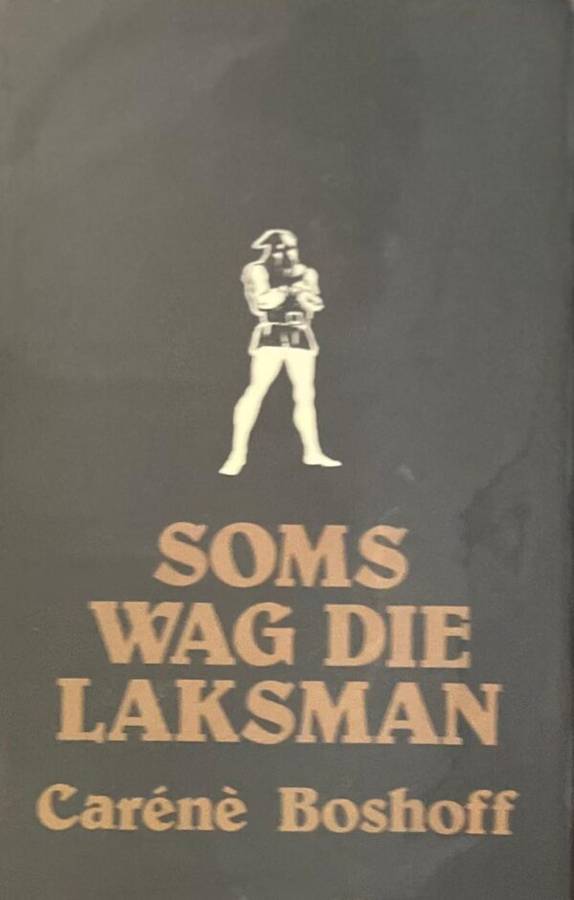 SOMS
WAG DIE
LAKSMAN
Carénè Boshoff